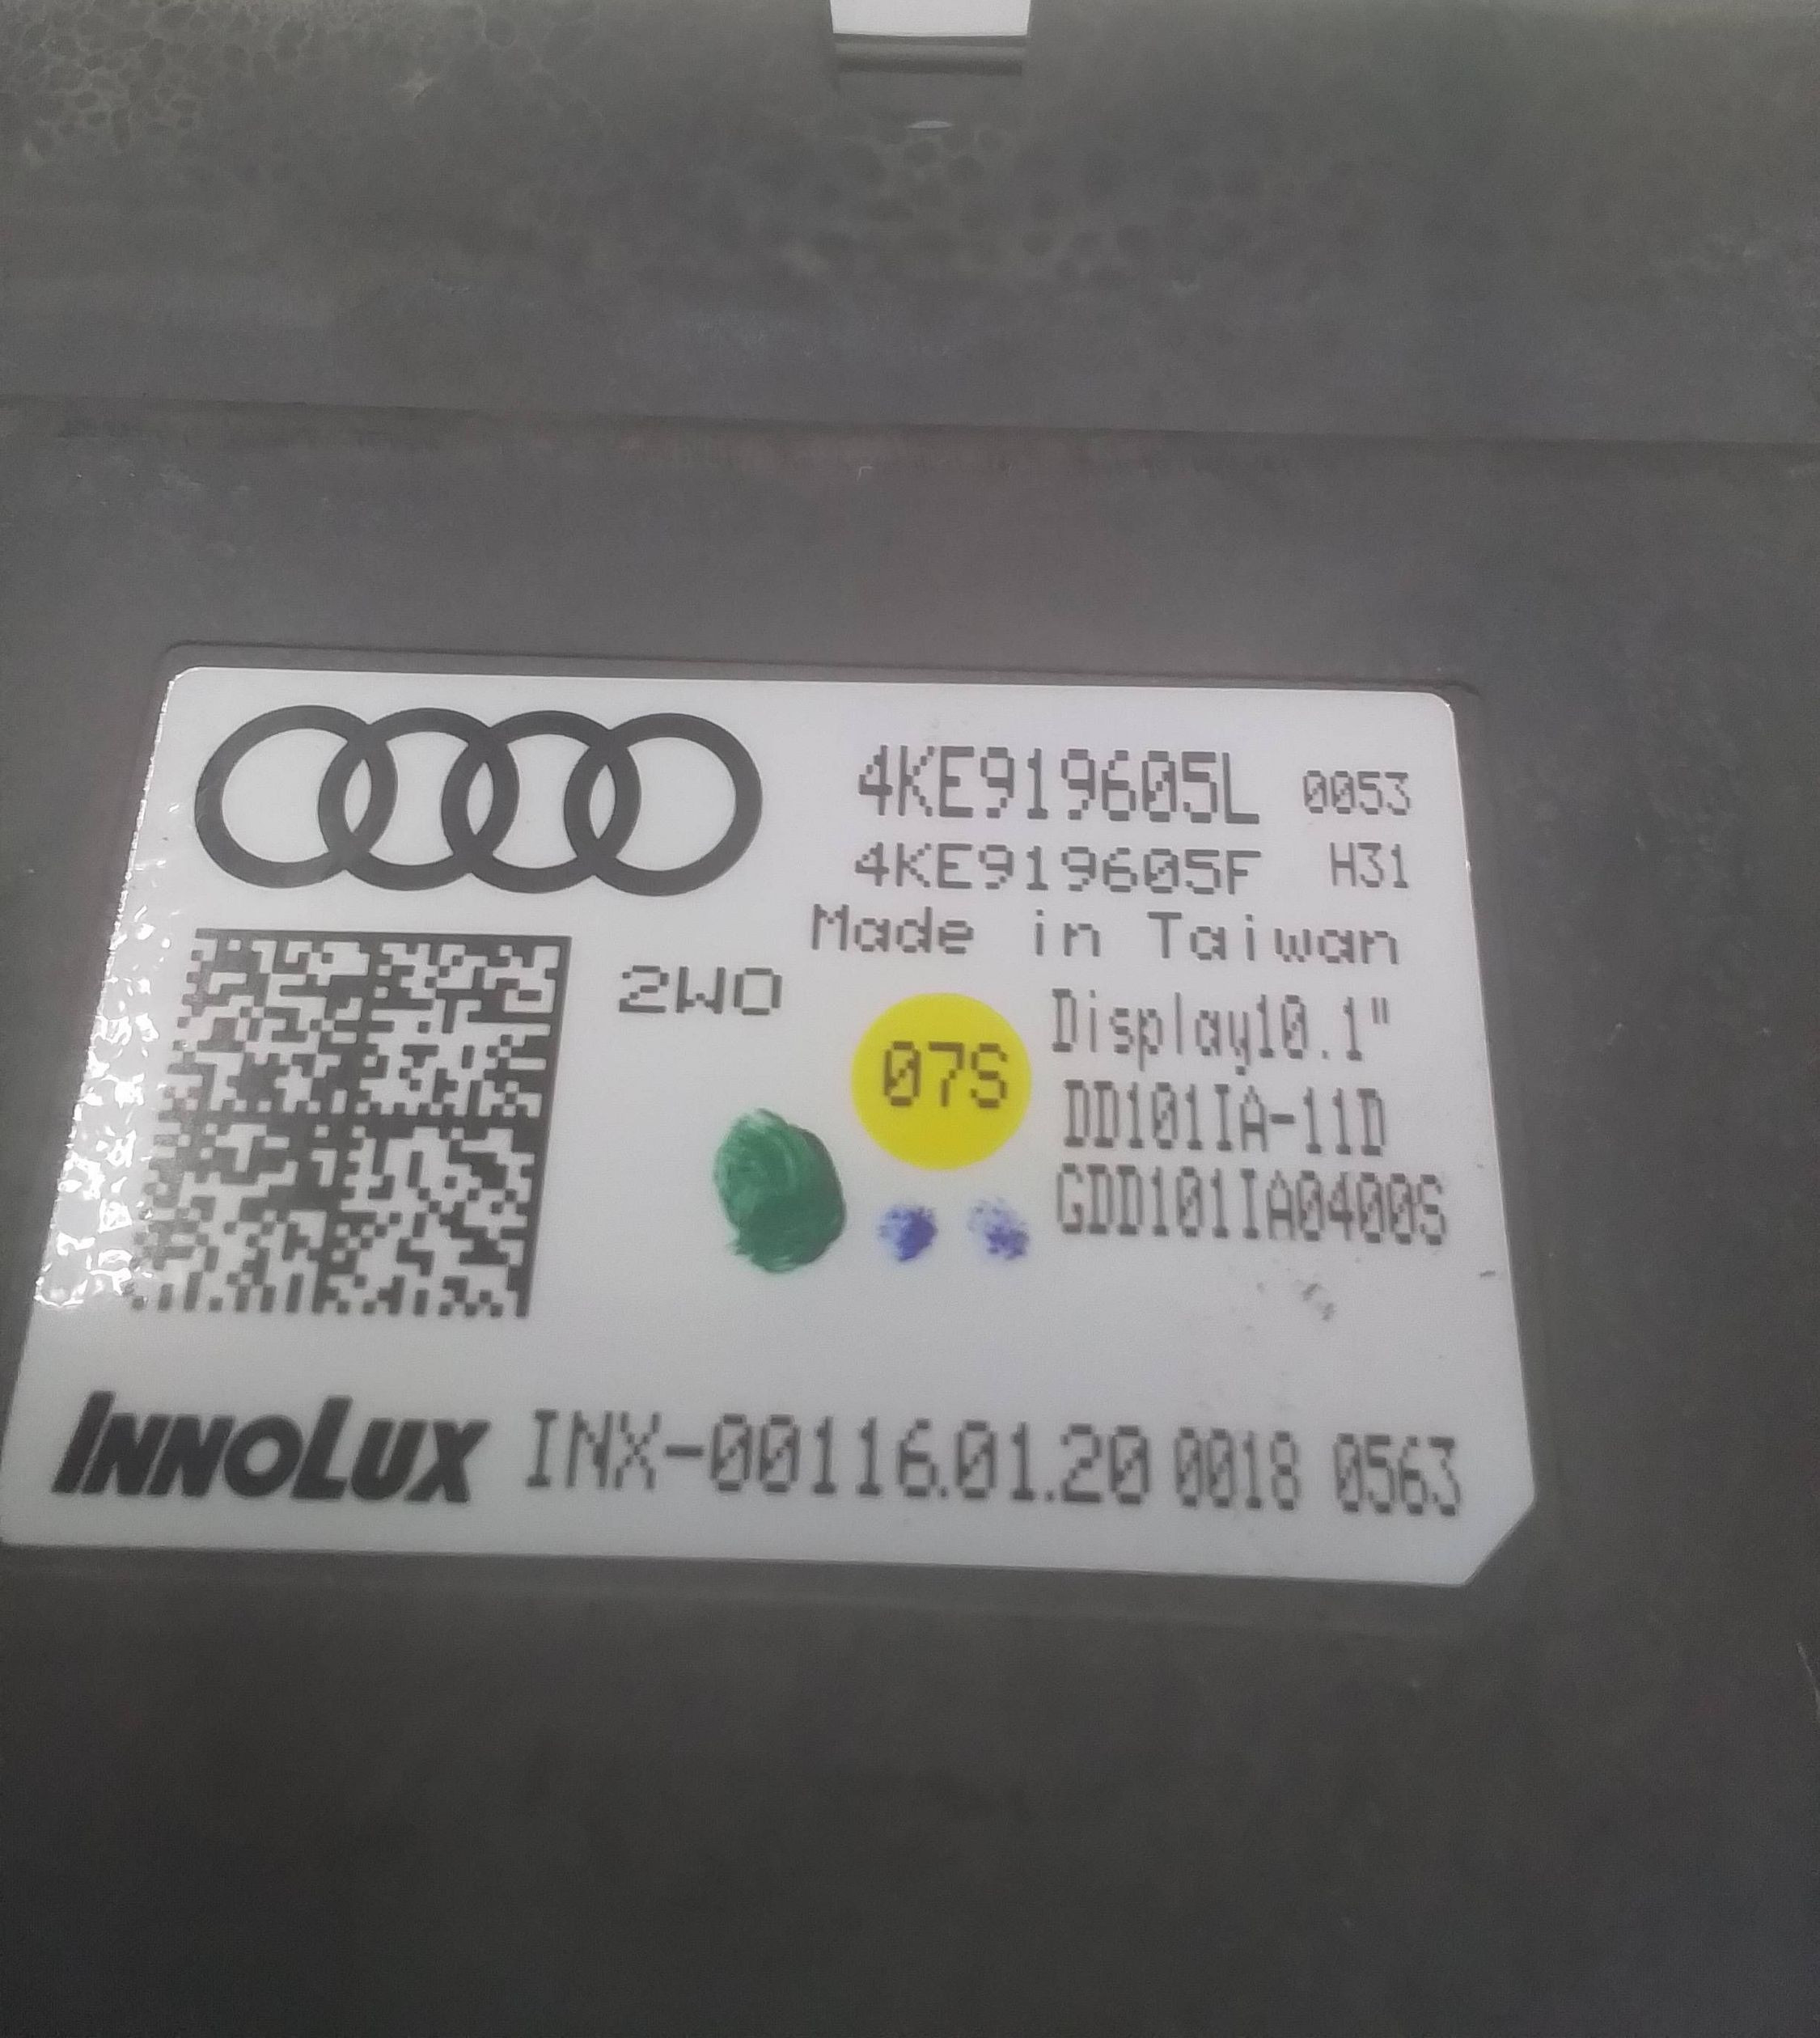 4KE919605L 0053
4KE919605F H31
Made in Taiwan
2WO
07S
Display10.1"
DD101IA-11D
GDD101IA0400S
INNOLUX INX-00116.01.20 0018 0563